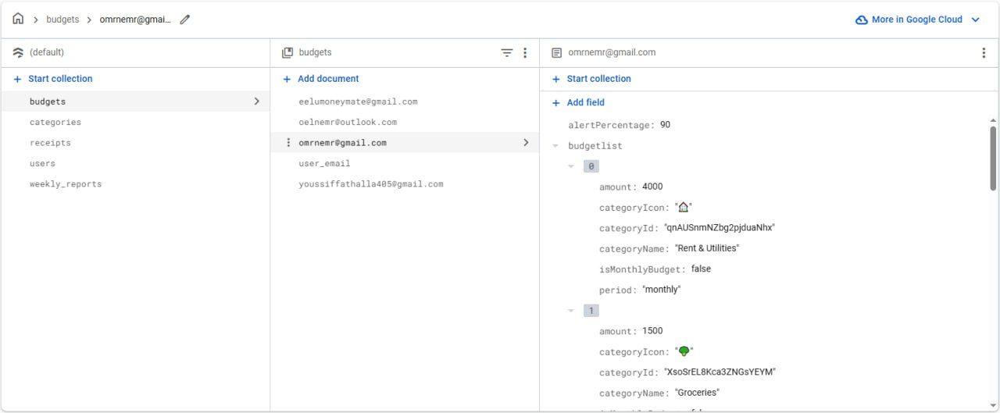 budgets
omrnemr@gmai...
More in Google Cloud
(default)
Start collection
budgets
categories
receipts
users
weekly_reports
budgets
Add document
eelumoneymate@gmail.com
oelnemr@outlook.com
omrnemr@gmail.com
user_email
youssiffathalla405@gmail.com
omrnemr@gmail.com
Start collection
Add field
alertPercentage: 90
budgetlist
0
amount: 4000
categoryIcon: "🏠"
categoryId: "qnAUSnmNZbg2pjduaNhx"
categoryName: "Rent & Utilities"
isMonthlyBudget: false
period: "monthly"
1
amount: 1500
categoryIcon: "🥦"
categoryId: "XsoSrEL8Kca3ZNGsYEYM"
categoryName: "Groceries"